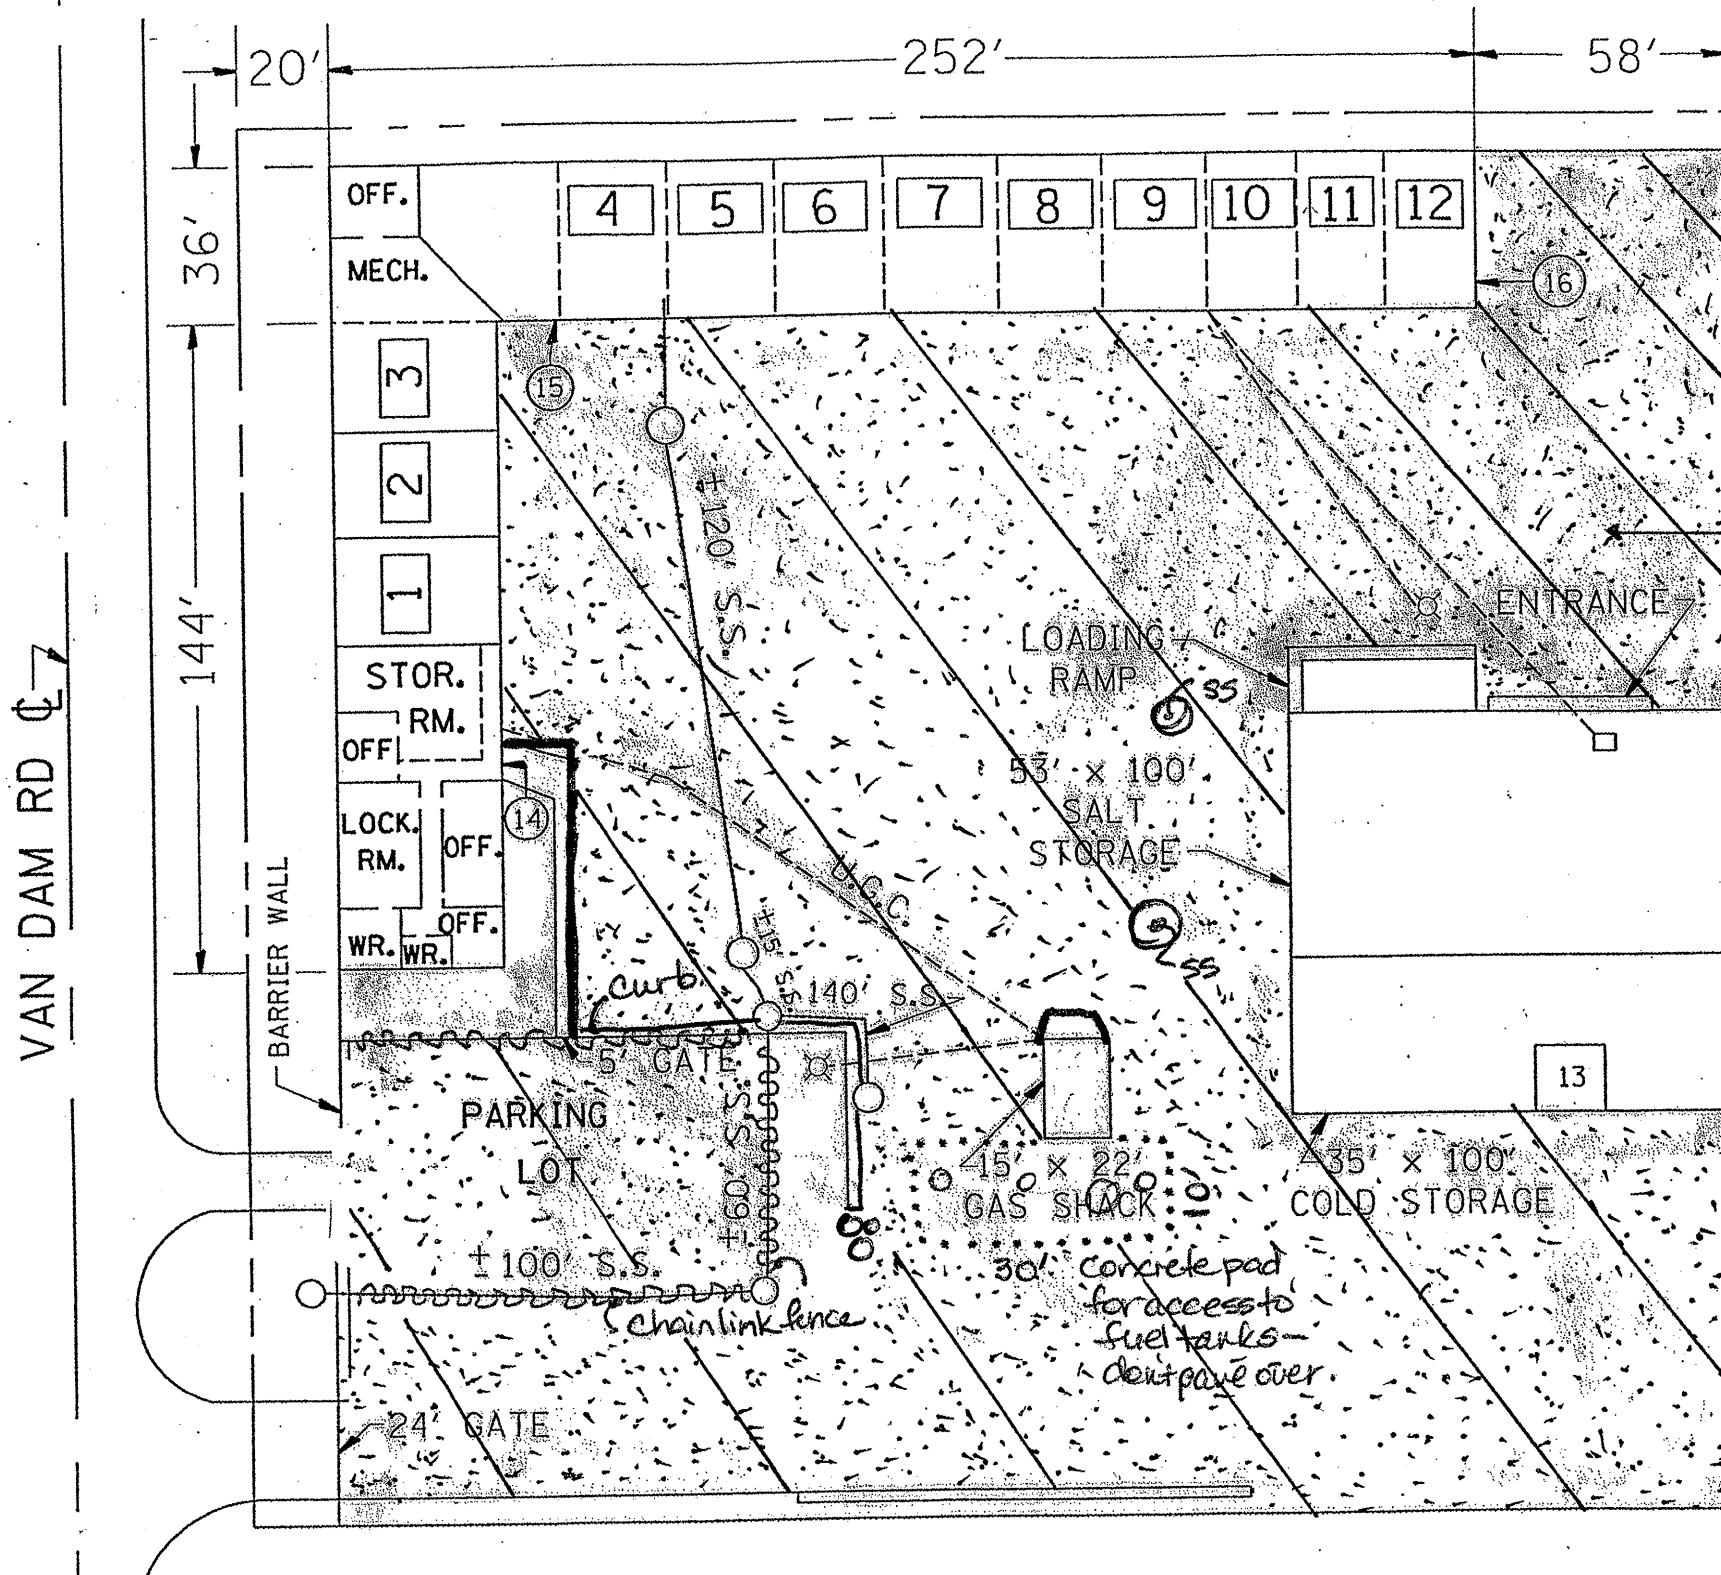 20'
252'
58'
36'
144'
VAN DAM RD ℄
BARRIER WALL
OFF.
MECH.
4
5
6
7
8
9
10
11
12
16
15
3
2
1
STOR.
RM.
OFF
14
LOCK.
RM.
OFF.
WR.
WR.
OFF.
±120' S.S.
ENTRANCE
LOADING
RAMP
SS
53' × 100'
SALT
STORAGE
U.G.C.
±15'
S.S.
SS
curb
140' S.S.
5' GATE
PARKING
LOT
±60' S.S.
13
15' × 22'
GAS SHACK
10'
35' × 100'
COLD STORAGE
±100' S.S.
30'
concrete pad
for access to
fuel tanks-
don't pave over.
chainlink fence
24' GATE